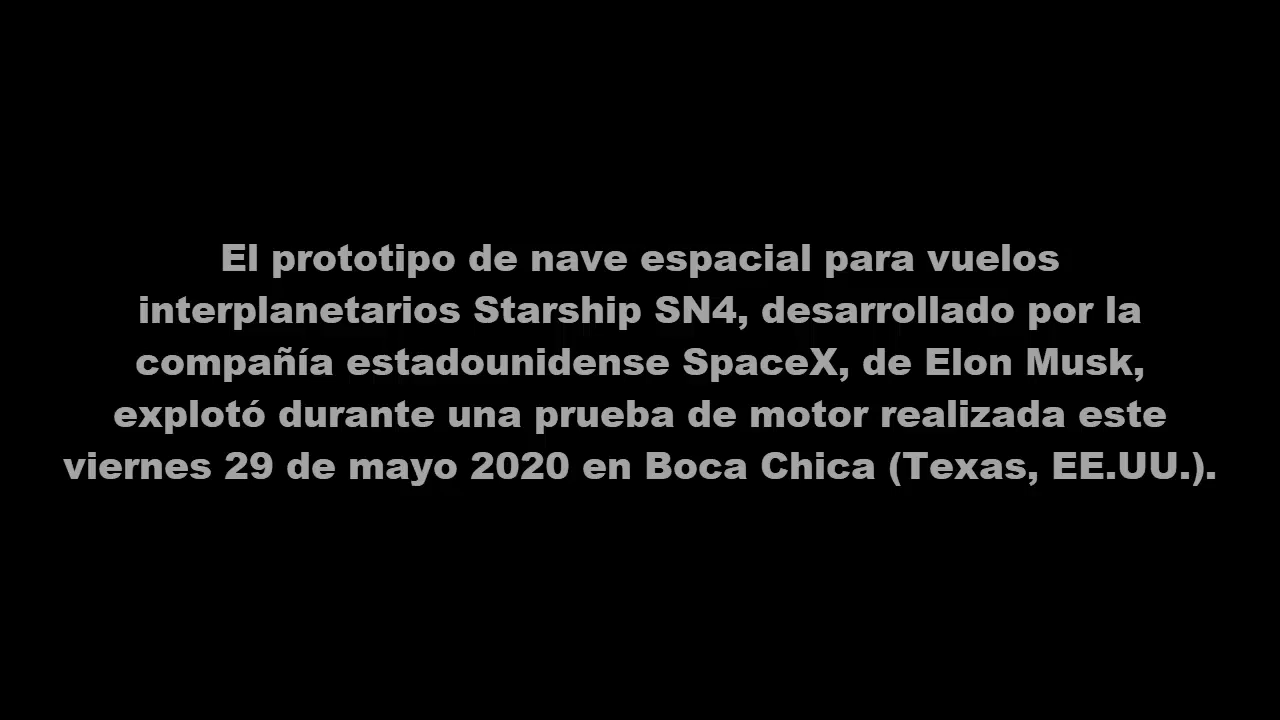 El prototipo de nave espacial para vuelos
interplanetarios Starship SN4, desarrollado por la
compañía estadounidense SpaceX, de Elon Musk,
explotó durante una prueba de motor realizada este
viernes 29 de mayo 2020 en Boca Chica (Texas, EE.UU.).